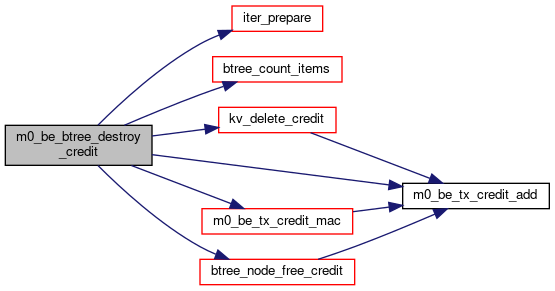 iter_prepare
btree_count_items
kv_delete_credit
m0_be_btree_destroy
_credit
m0_be_tx_credit_add
m0_be_tx_credit_mac
btree_node_free_credit